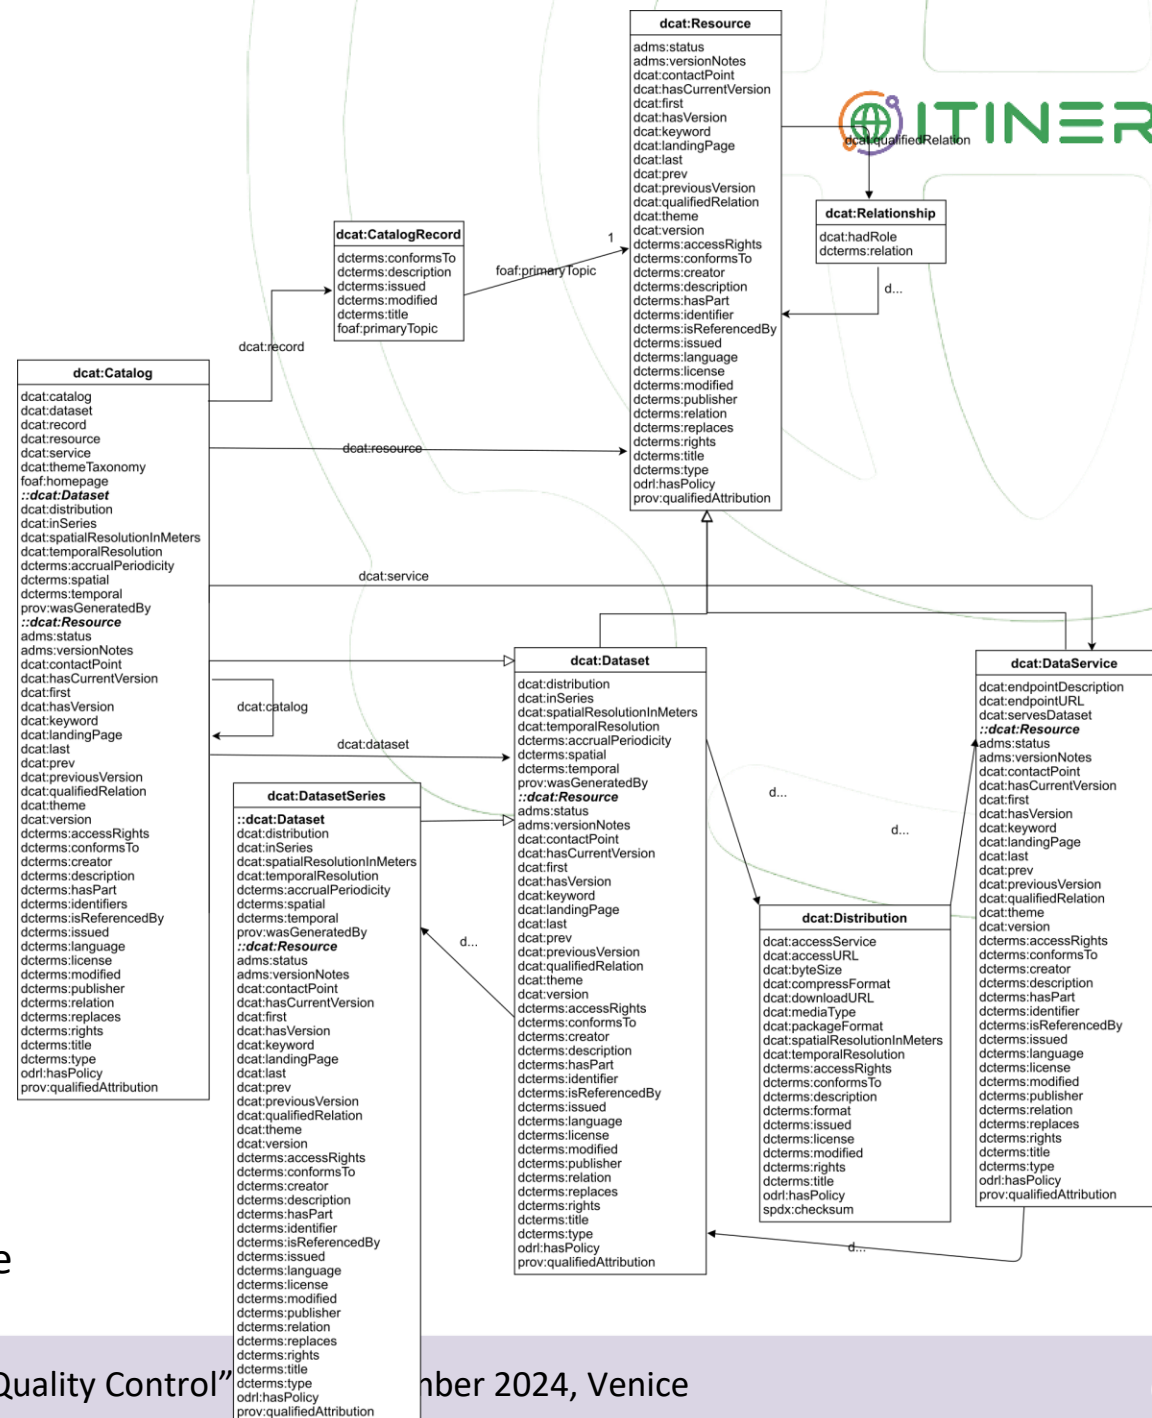 dcat:Resource
adms:status
adms:versionNotes
dcat:contactPoint
dcat:hasCurrentVersion
dcat:first
dcat:hasVersion
dcat:keyword
dcat:landingPage
dcat:last
dcat:prev
dcat:previousVersion
dcat:qualifiedRelation
dcat:theme
dcat:version
dcterms:accessRights
dcterms:conformsTo
dcterms:creator
dcterms:description
dcterms:hasPart
dcterms:identifier
dcterms:isReferencedBy
dcterms:issued
dcterms:language
dcterms:license
dcterms:modified
dcterms:publisher
dcterms:relation
dcterms:replaces
dcterms:rights
dcterms:title
dcterms:type
odrl:hasPolicy
prov:qualifiedAttribution
ITINER
dcat:qualifiedRelation
dcat:Relationship
dcat:hadRole
dcterms:relation
d...
dcat:CatalogRecord
dcterms:conformsTo
dcterms:description
dcterms:issued
dcterms:modified
dcterms:title
foaf:primaryTopic
foaf:primaryTopic
1
dcat:record
dcat:Catalog
dcat:catalog
dcat:dataset
dcat:record
dcat:resource
dcat:service
dcat:themeTaxonomy
foaf:homepage
::dcat:Dataset
dcat:distribution
dcat:inSeries
dcat:spatialResolutionInMeters
dcat:temporalResolution
dcterms:accrualPeriodicity
dcterms:spatial
dcterms:temporal
prov:wasGeneratedBy
::dcat:Resource
adms:status
adms:versionNotes
dcat:contactPoint
dcat:hasCurrentVersion
dcat:first
dcat:hasVersion
dcat:keyword
dcat:landingPage
dcat:last
dcat:prev
dcat:previousVersion
dcat:qualifiedRelation
dcat:theme
dcat:version
dcterms:accessRights
dcterms:conformsTo
dcterms:creator
dcterms:description
dcterms:hasPart
dcterms:identifiers
dcterms:isReferencedBy
dcterms:issued
dcterms:language
dcterms:license
dcterms:modified
dcterms:publisher
dcterms:relation
dcterms:replaces
dcterms:rights
dcterms:title
dcterms:type
odrl:hasPolicy
prov:qualifiedAttribution
dcat:resource
dcat:service
dcat:catalog
dcat:dataset
dcat:DatasetSeries
::dcat:Dataset
dcat:distribution
dcat:inSeries
dcat:spatialResolutionInMeters
dcat:temporalResolution
dcterms:accrualPeriodicity
dcterms:spatial
dcterms:temporal
prov:wasGeneratedBy
::dcat:Resource
adms:status
adms:versionNotes
dcat:contactPoint
dcat:hasCurrentVersion
dcat:first
dcat:hasVersion
dcat:keyword
dcat:landingPage
dcat:last
dcat:prev
dcat:previousVersion
dcat:qualifiedRelation
dcat:theme
dcat:version
dcterms:accessRights
dcterms:conformsTo
dcterms:creator
dcterms:description
dcterms:hasPart
dcterms:identifier
dcterms:isReferencedBy
dcterms:issued
dcterms:language
dcterms:license
dcterms:modified
dcterms:publisher
dcterms:relation
dcterms:replaces
dcterms:rights
dcterms:title
dcterms:type
odrl:hasPolicy
prov:qualifiedAttribution
d...
dcat:Dataset
dcat:distribution
dcat:inSeries
dcat:spatialResolutionInMeters
dcat:temporalResolution
dcterms:accrualPeriodicity
dcterms:spatial
dcterms:temporal
prov:wasGeneratedBy
::dcat:Resource
adms:status
adms:versionNotes
dcat:contactPoint
dcat:hasCurrentVersion
dcat:first
dcat:hasVersion
dcat:keyword
dcat:landingPage
dcat:last
dcat:prev
dcat:previousVersion
dcat:qualifiedRelation
dcat:theme
dcat:version
dcterms:accessRights
dcterms:conformsTo
dcterms:creator
dcterms:description
dcterms:hasPart
dcterms:identifier
dcterms:isReferencedBy
dcterms:issued
dcterms:language
dcterms:license
dcterms:modified
dcterms:publisher
dcterms:relation
dcterms:replaces
dcterms:rights
dcterms:title
dcterms:type
odrl:hasPolicy
prov:qualifiedAttribution
d...
d...
dcat:Distribution
dcat:accessService
dcat:accessURL
dcat:byteSize
dcat:compressFormat
dcat:downloadURL
dcat:mediaType
dcat:packageFormat
dcat:spatialResolutionInMeters
dcat:temporalResolution
dcterms:accessRights
dcterms:conformsTo
dcterms:description
dcterms:format
dcterms:issued
dcterms:license
dcterms:modified
dcterms:rights
dcterms:title
odrl:hasPolicy
spdx:checksum
dcat:DataService
dcat:endpointDescription
dcat:endpointURL
dcat:servesDataset
::dcat:Resource
adms:status
adms:versionNotes
dcat:contactPoint
dcat:hasCurrentVersion
dcat:first
dcat:hasVersion
dcat:keyword
dcat:landingPage
dcat:last
dcat:prev
dcat:previousVersion
dcat:qualifiedRelation
dcat:theme
dcat:version
dcterms:accessRights
dcterms:conformsTo
dcterms:creator
dcterms:description
dcterms:hasPart
dcterms:identifier
dcterms:isReferencedBy
dcterms:issued
dcterms:language
dcterms:license
dcterms:modified
dcterms:publisher
dcterms:relation
dcterms:replaces
dcterms:rights
dcterms:title
dcterms:type
odrl:hasPolicy
prov:qualifiedAttribution
d...
e
Quality Control” mber 2024, Venice